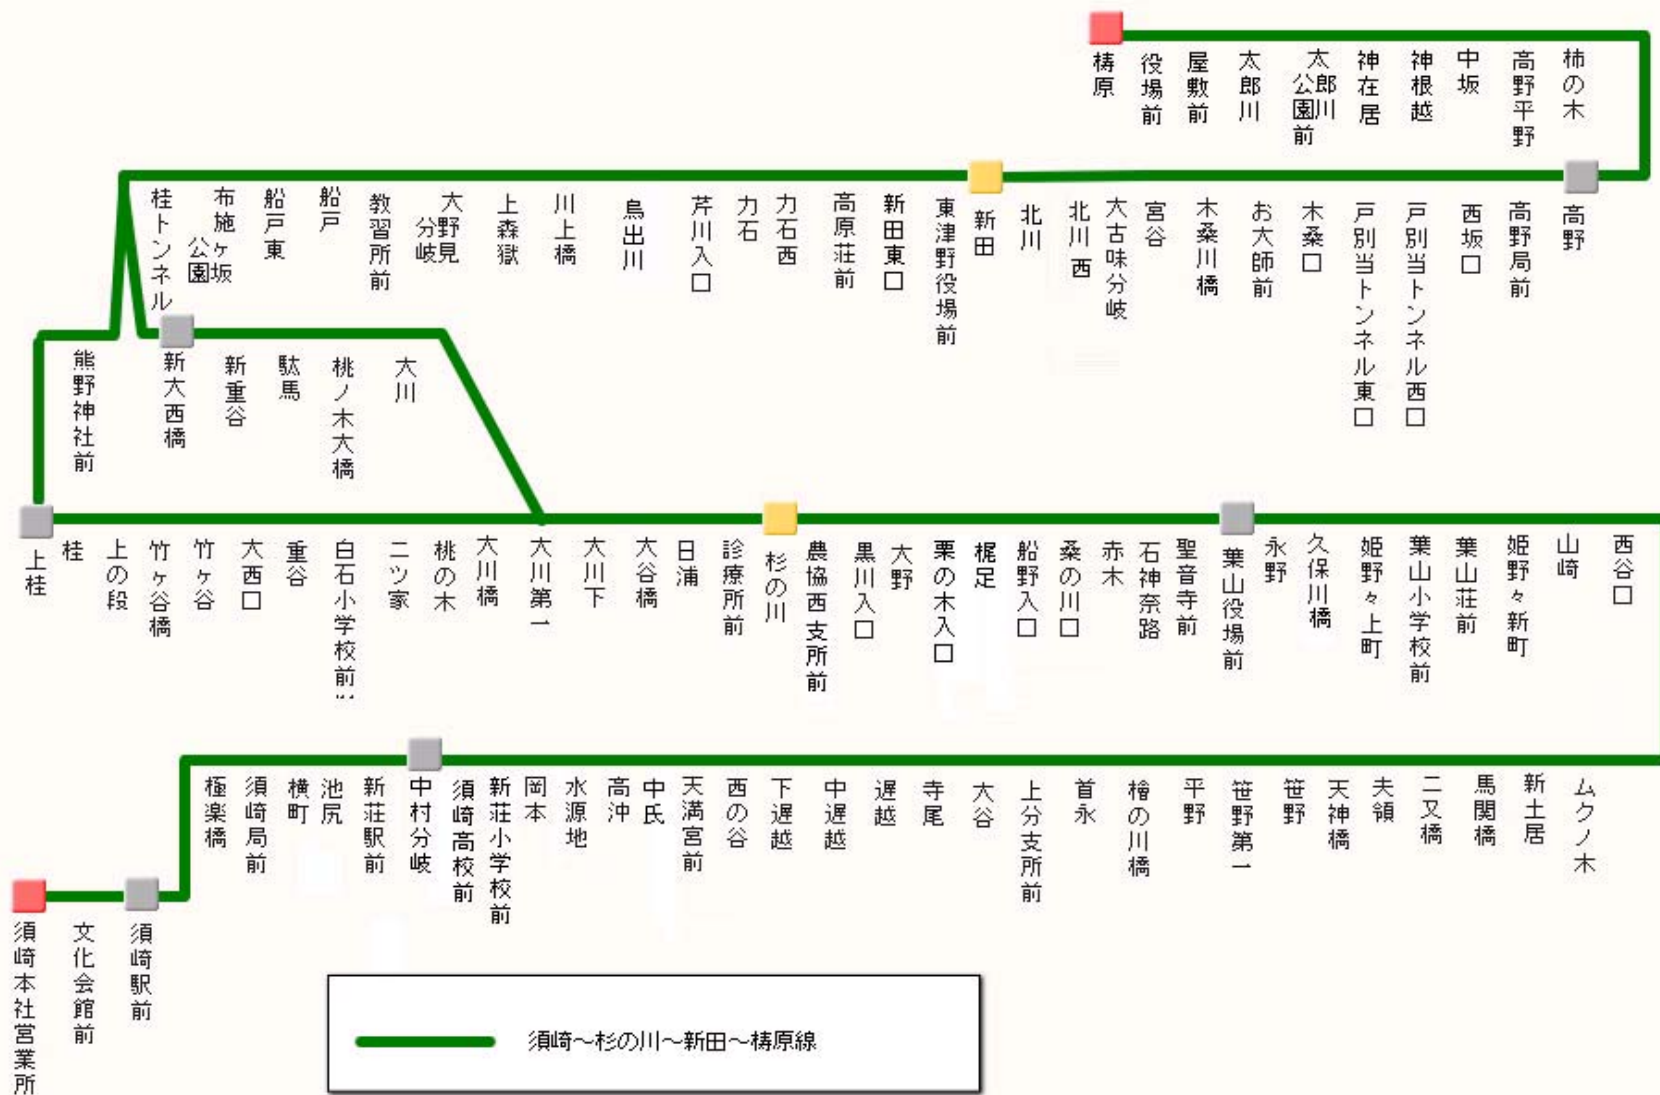 梼原
役場前
屋敷前
太郎川
太郎川
公園前
神在居
神根越
中坂
高野平野
柿の木
桂トンネル
布施ヶ坂
公園
船戸東
船戸
教習所前
大野見
分岐
上森獄
川上橋
鳥出川
芹川入口
力石
力石西
高原荘前
新田東口
東津野役場前
新田
北川
北川西
大古味分岐
宮谷
木桑川橋
お大師前
木桑口
戸別当トンネル東口
戸別当トンネル西口
西坂口
高野局前
高野
熊野神社前
新大西橋
新重谷
駄馬
桃ノ木大橋
大川
上桂
桂
上の段
竹ヶ谷橋
竹ヶ谷
大西口
重谷
白石小学校前
二ツ家
桃の木
大川橋
大川第一
大川下
大谷橋
日浦
診療所前
杉の川
農協西支所前
黒川入口
大野
栗の木入口
梶足
船野入口
桑の川口
赤木
石神奈路
聖音寺前
葉山役場前
永野
久保川橋
姫野々上町
葉山小学校前
葉山荘前
姫野々新町
山崎
西谷口
極楽橋
須崎局前
横町
池尻
新荘駅前
中村分岐
須崎高校前
新荘小学校前
岡本
水源地
高沖
中氏
天満宮前
西の谷
下遅越
中遅越
遅越
寺尾
大谷
上分支所前
首永
檜の川橋
平野
笹野第一
笹野
天神橋
夫領
二又橋
馬関橋
新土居
ムクノ木
須崎本社営業所
文化会館前
須崎駅前
須崎～杉の川～新田～梼原線